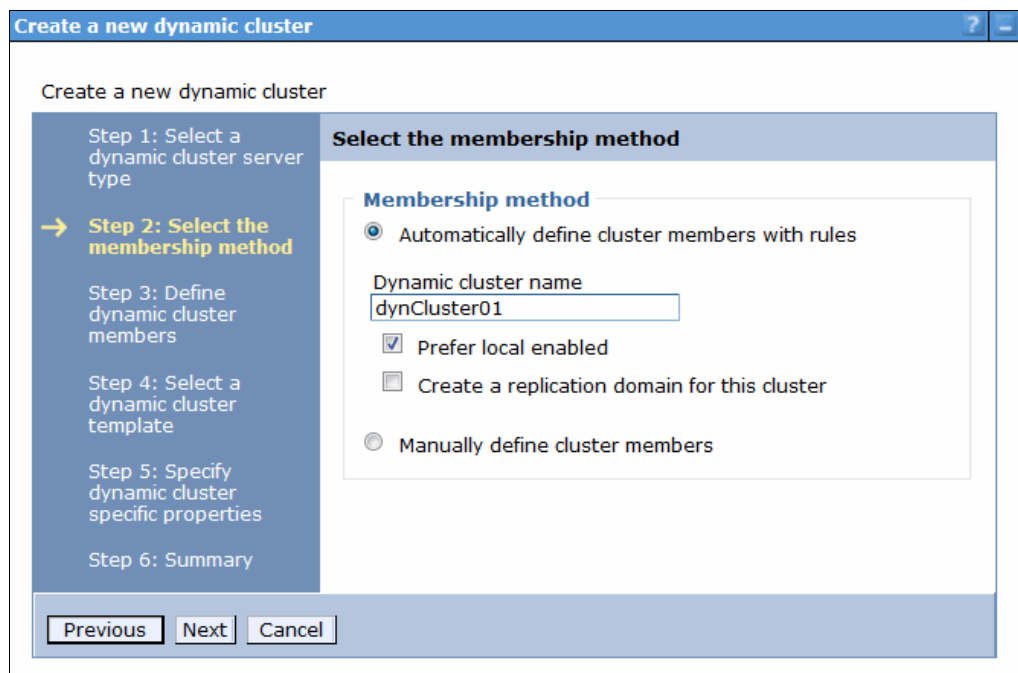 Create a new dynamic cluster
?
Create a new dynamic cluster
Step 1: Select a
dynamic cluster server
type
Step 2: Select the
membership method
Step 3: Define
dynamic cluster
members
Step 4: Select a
dynamic cluster
template
Step 5: Specify
dynamic cluster
specific properties
Step 6: Summary
Select the membership method
Membership method
Automatically define cluster members with rules
Dynamic cluster name
dynCluster01
Prefer local enabled
Create a replication domain for this cluster
Manually define cluster members
Previous
Next
Cancel